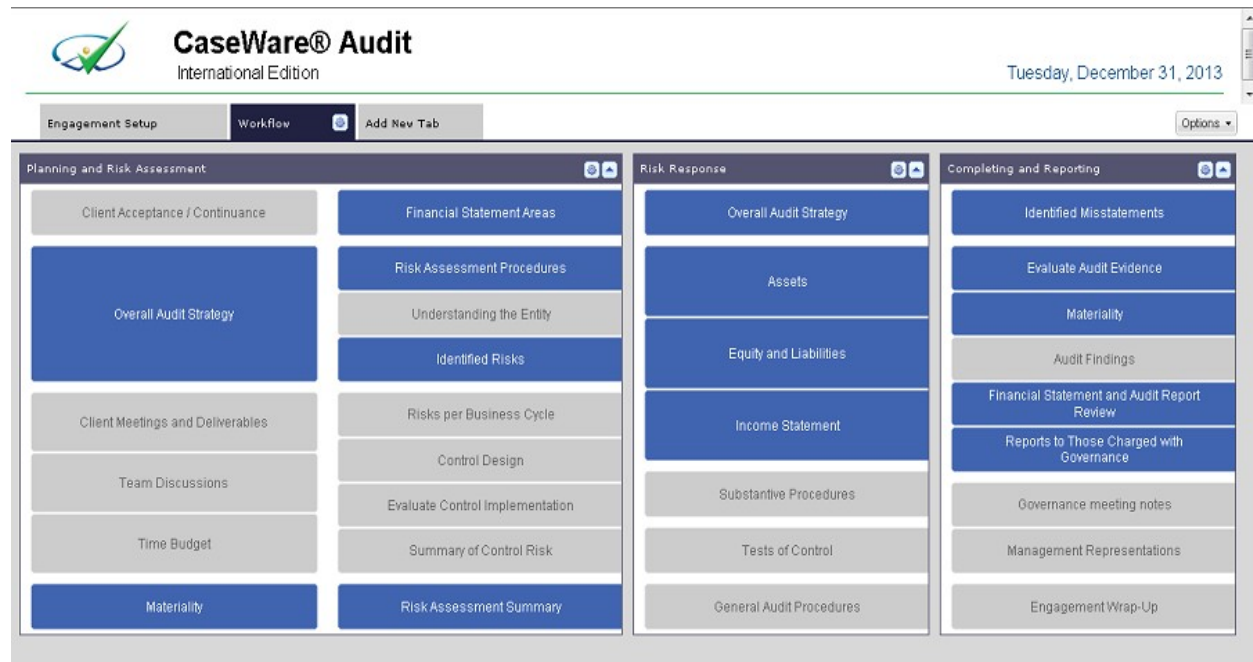 CaseWare® Audit
International Edition
Tuesday, December 31, 2013
Engagement Setup
Workflow
Add New Tab
Options
Planning and Risk Assessment
Client Acceptance / Continuance
Overall Audit Strategy
Client Meetings and Deliverables
Team Discussions
Time Budget
Materiality
Financial Statement Areas
Risk Assessment Procedures
Understanding the Entity
Identified Risks
Risks per Business Cycle
Control Design
Evaluate Control Implementation
Summary of Control Risk
Risk Assessment Summary
Risk Response
Overall Audit Strategy
Assets
Equity and Liabilities
Income Statement
Substantive Procedures
Tests of Control
General Audit Procedures
Completing and Reporting
Identified Misstatements
Evaluate Audit Evidence
Materiality
Audit Findings
Financial Statement and Audit Report
Review
Reports to Those Charged with
Governance
Governance meeting notes
Management Representations
Engagement Wrap-Up